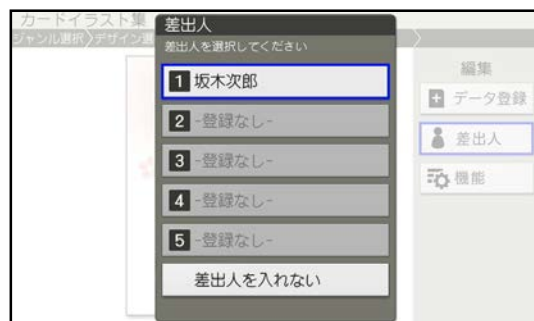 カードイラスト集
ジャンル選択〉デザイン選
差出人
差出人を選択してください
1 坂木次郎
2 -登録なし-
3 -登録なし-
4 -登録なし-
5 -登録なし-
差出人を入れない
編集
データ登録
差出人
機能